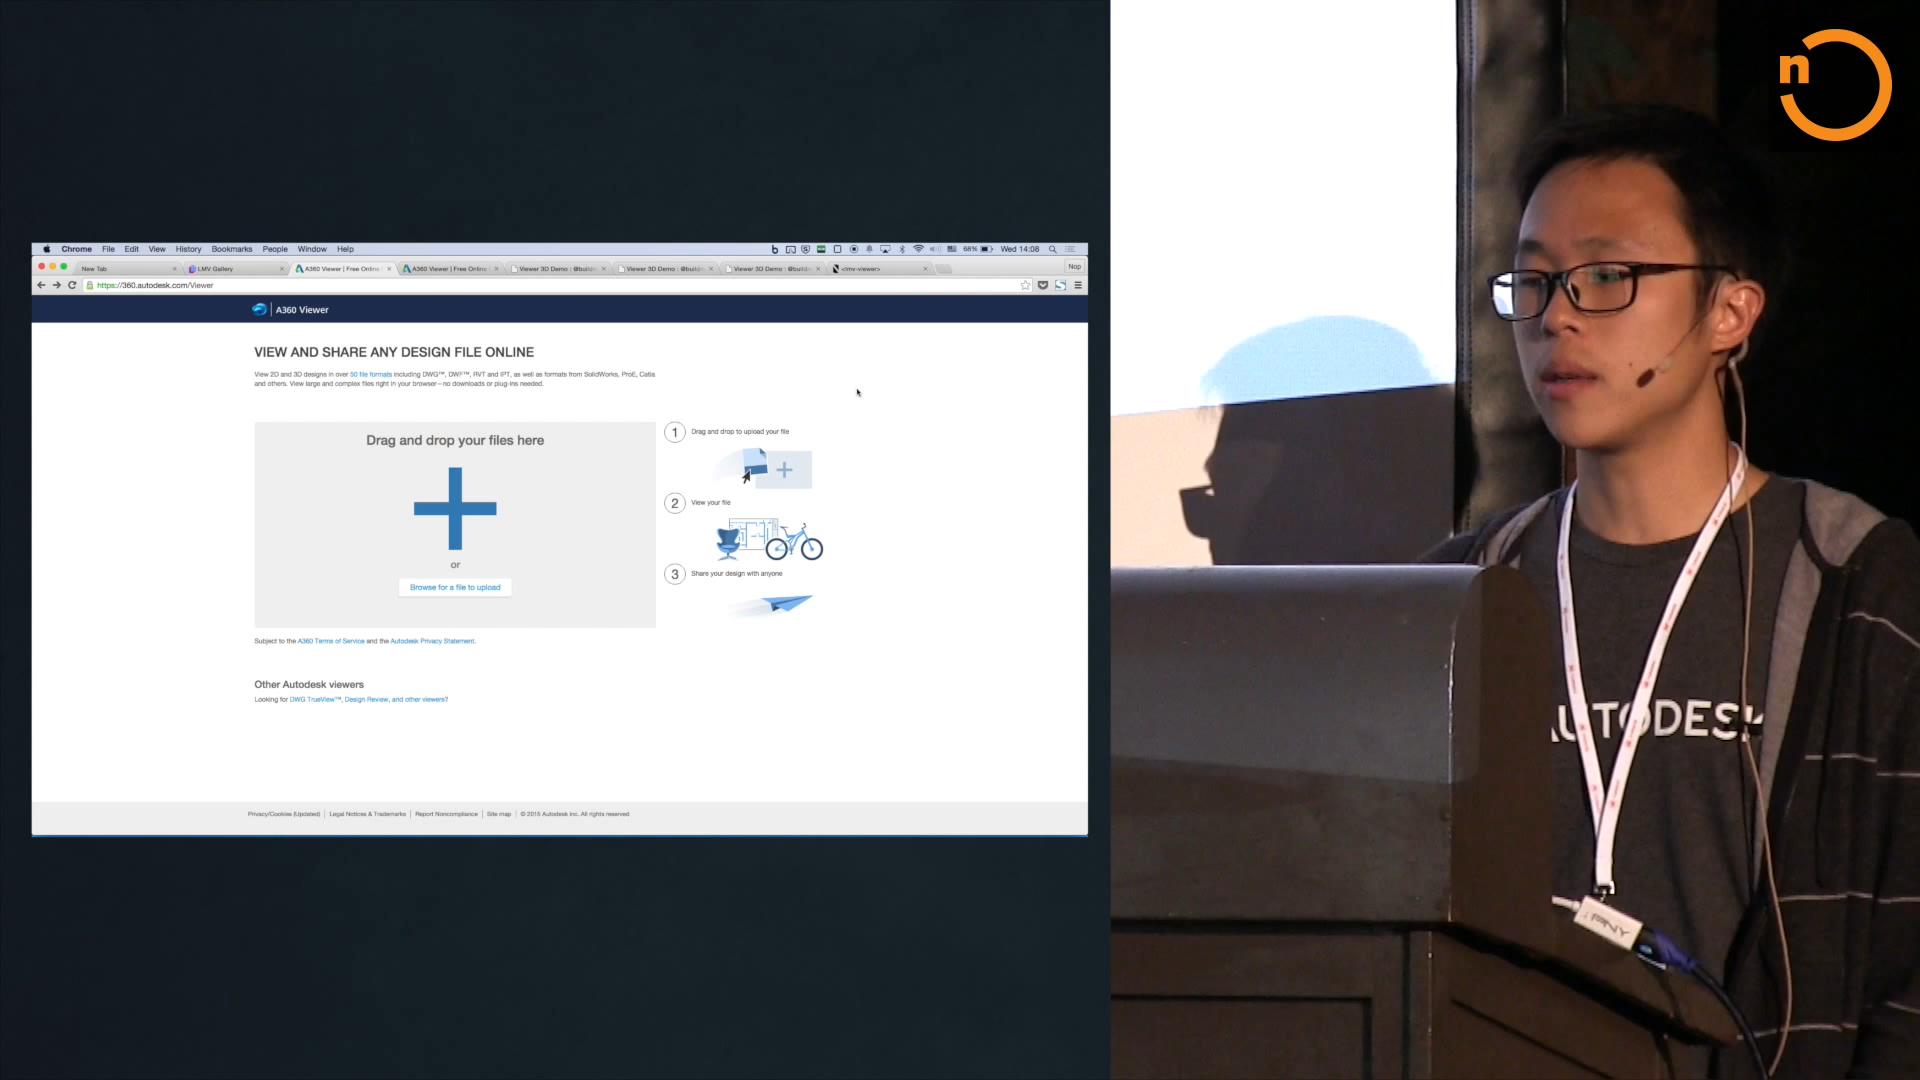 Chrome File Edit View History Bookmarks People Window Help
68% Wed 14:08
New Tab
LMV Gallery
A360 Viewer | Free Online
A360 Viewer | Free Online
Viewer 3D Demo : @build
Viewer 3D Demo : @build
Viewer 3D Demo : @build
<lmv-viewer>
Nop
https://360.autodesk.com/Viewer
A360 Viewer
VIEW AND SHARE ANY DESIGN FILE ONLINE
View 2D and 3D designs in over 50 file formats including DWG™, DWF™, RVT and IPT, as well as formats from SolidWorks, ProE, Catia
and others. View large and complex files right in your browser—no downloads or plug-ins needed.
Drag and drop your files here
or
Browse for a file to upload
1 Drag and drop to upload your file
2 View your file
3 Share your design with anyone
Subject to the A360 Terms of Service and the Autodesk Privacy Statement.
Other Autodesk viewers
Looking for DWG TrueView™, Design Review, and other viewers?
Privacy/Cookies (Updated) | Legal Notices & Trademarks | Report Noncompliance | Site map | © 2015 Autodesk Inc. All rights reserved
n
AUTODESK
PNY